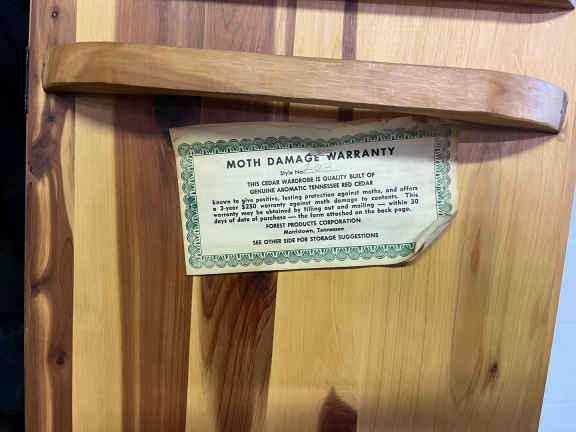 MOTH DAMAGE WARRANTY
Style No.
THIS CEDAR WARDROBE IS QUALITY BUILT OF
GENUINE AROMATIC TENNESSEE RED CEDAR
known to give positive, lasting protection against moths, and offers
a 3-year $250 warranty against moth damage to contents. This
warranty may be obtained by filling out and mailing — within 30
days of date of purchase — the form attached on the back page.
FOREST PRODUCTS CORPORATION
Morristown, Tennessee
SEE OTHER SIDE FOR STORAGE SUGGESTIONS